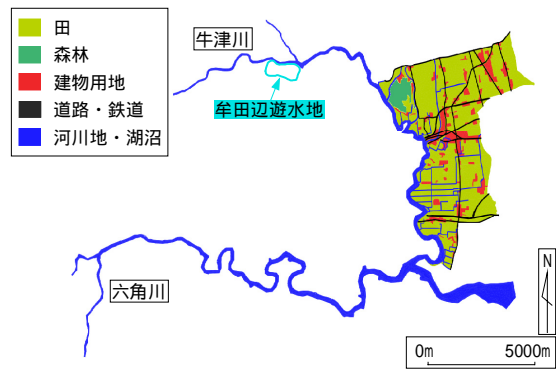 田
森林
建物用地
道路・鉄道
河川地・湖沼
牛津川
牟田辺遊水地
六角川
N
0m 5000m